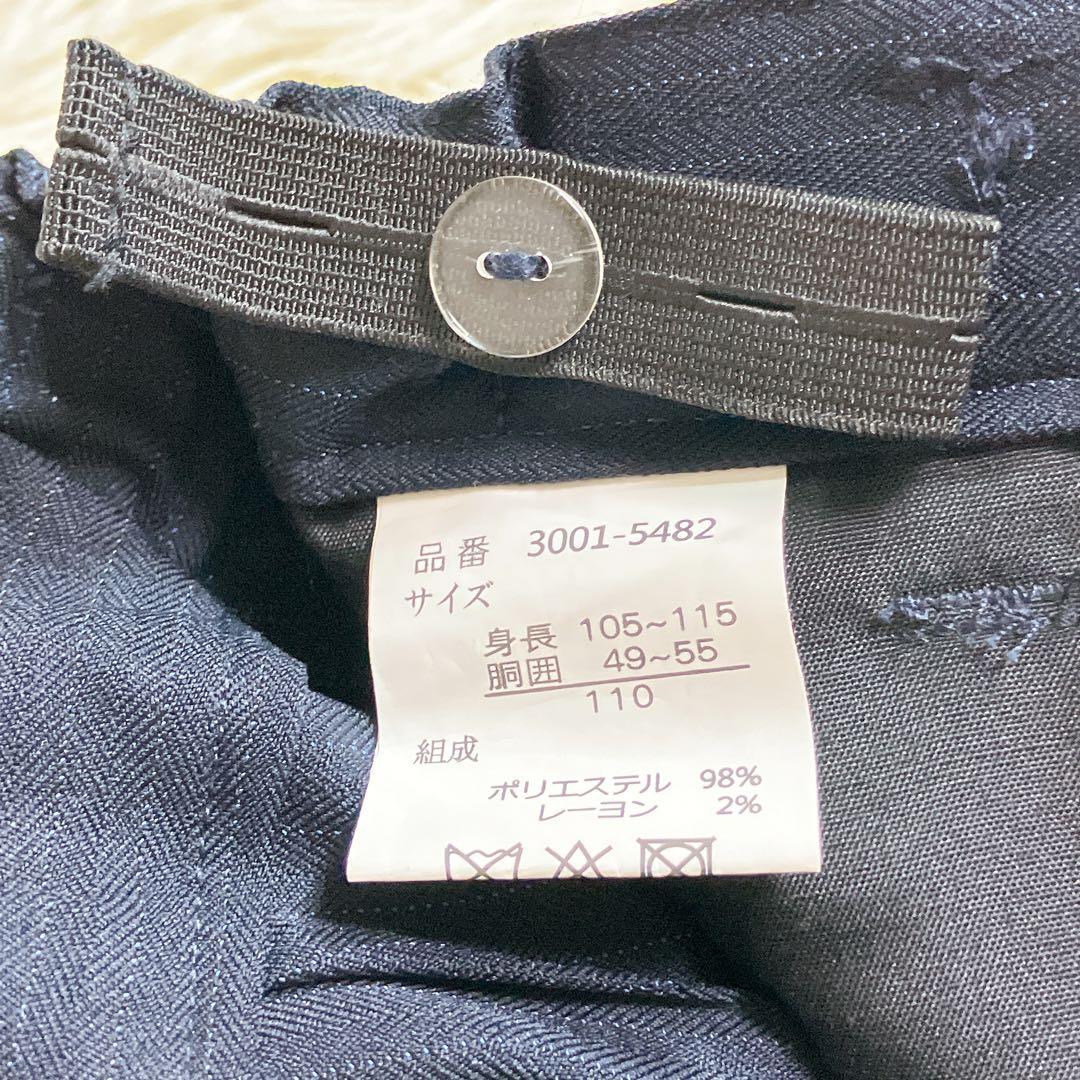 品番 3001-5482
サイズ
身長 105~115
胴囲 49~55
110
組成
ポリエステル 98%
レーヨン 2%